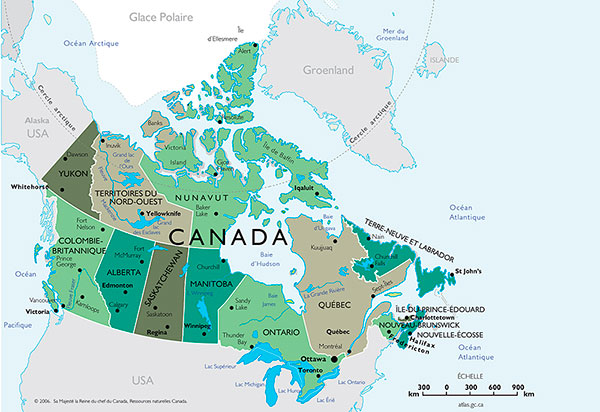 Glace Polaire
Île
d'Ellesmere
Océan Arctique
Alert
Mer du
Groenland
ISLANDE
Groenland
Cercle arctique
Cercle arctique
Alaska
USA
Banks
Resolute
Inuvik
Victoria
Island
Île de Baffin
Dawson
Grand lac
de l'Ours
Gjoa
Haven
YUKON
TERRITOIRES DU
NORD-OUEST
NUNAVUT
Iqaluit
Whitehorse
Yellowknife
Baker
Lake
Grand lac
des Esclaves
Océan
Atlantique
Fort
Nelson
CANADA
Baie
d'Ungava
TERRE-NEUVE ET LABRADOR
COLOMBIE-
BRITANNIQUE
Kuujjuaq
Nain
Fort
McMurray
Churchill
Baie
d'Hudson
Churchill
Falls
Océan
Prince
George
ALBERTA
SASKATCHEWAN
MANITOBA
St John's
Edmonton
La Grande Rivière
Sept-Îles
Vancouver
Kamloops
Calgary
Saskatoon
Winnipeg
Sandy
Lake
Baie
James
QUÉBEC
ÎLE-DU-PRINCE-ÉDOUARD
Charlottetown
Victoria
Pacifique
Regina
Winnipeg
ONTARIO
Québec
NOUVEAU-BRUNSWICK
NOUVELLE-ÉCOSSE
Halifax
Fredericton
Thunder
Bay
Montréal
Ottawa
Océan
Atlantique
Toronto
Lac Supérieur
USA
Lac Michigan
Lac Huron
Lac Ontario
Lac Érié
ÉCHELLE
300 0 300 600 900
km km
atlas.gc.ca
© 2006. Sa Majesté la Reine du chef du Canada, Ressources naturelles Canada.